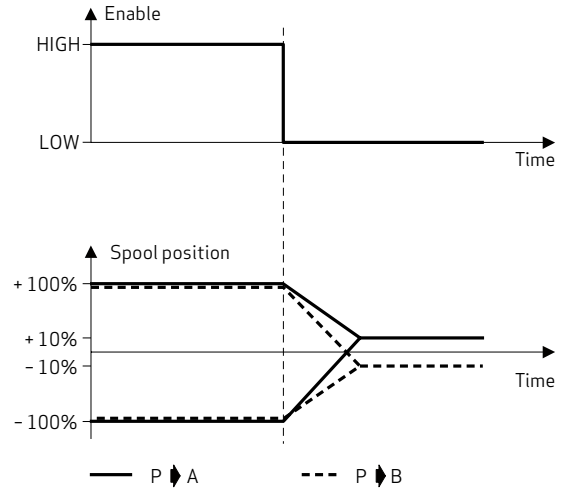 Enable
HIGH
LOW
Time
Spool position
+ 100%
+ 10%
- 10%
Time
- 100%
P A P B